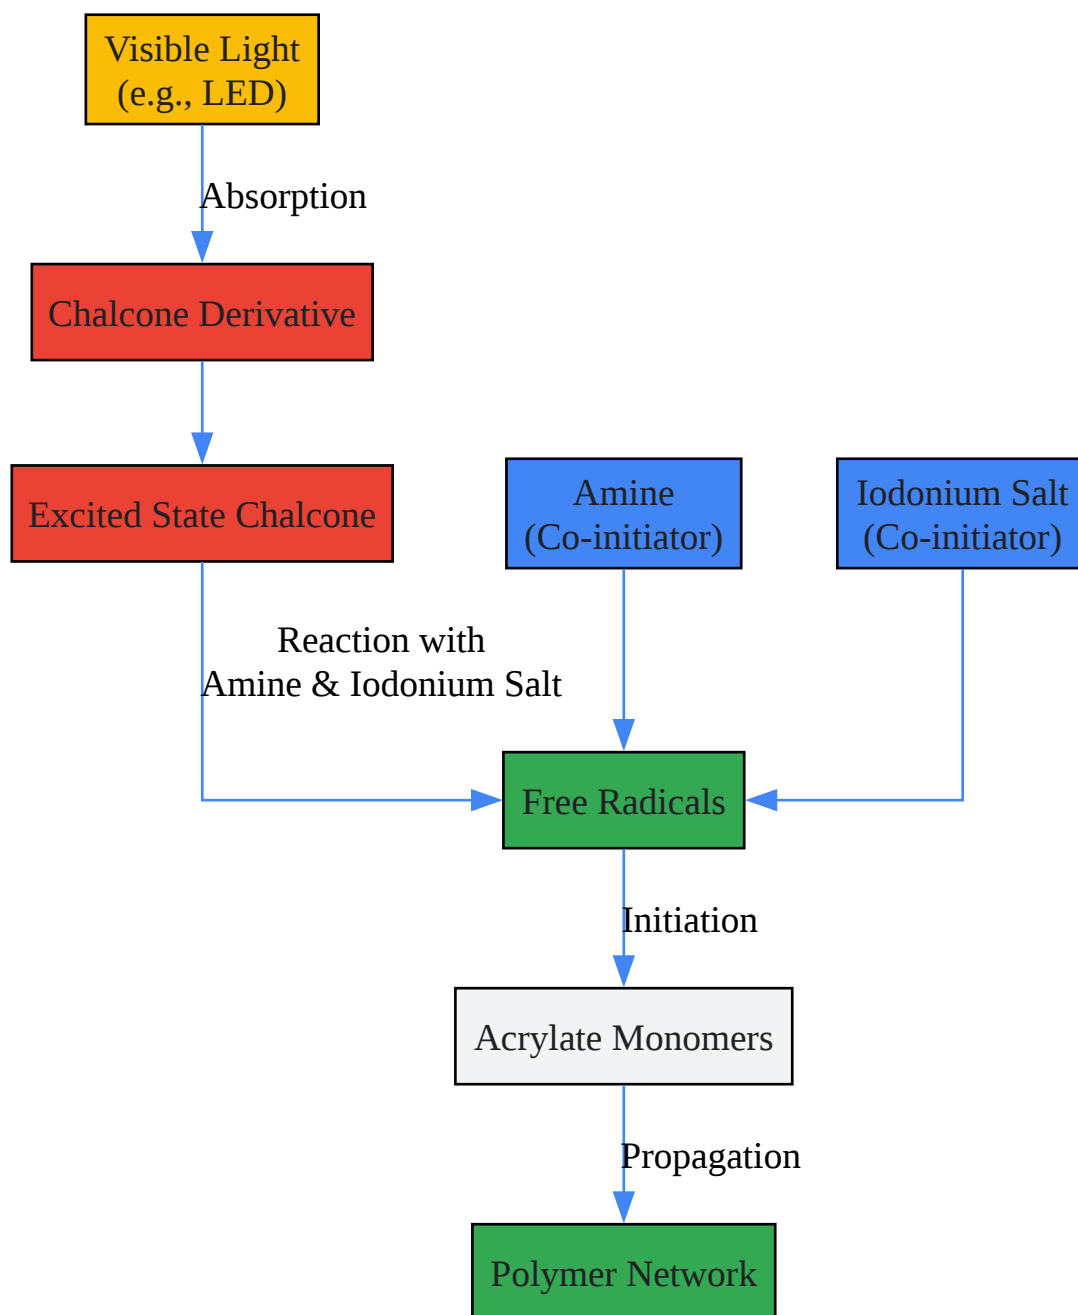 Visible Light
(e.g., LED)
Absorption
Chalcone Derivative
Excited State Chalcone
Amine
(Co-initiator)
Iodonium Salt
(Co-initiator)
Reaction with
Amine & Iodonium Salt
Free Radicals
Initiation
Acrylate Monomers
Propagation
Polymer Network